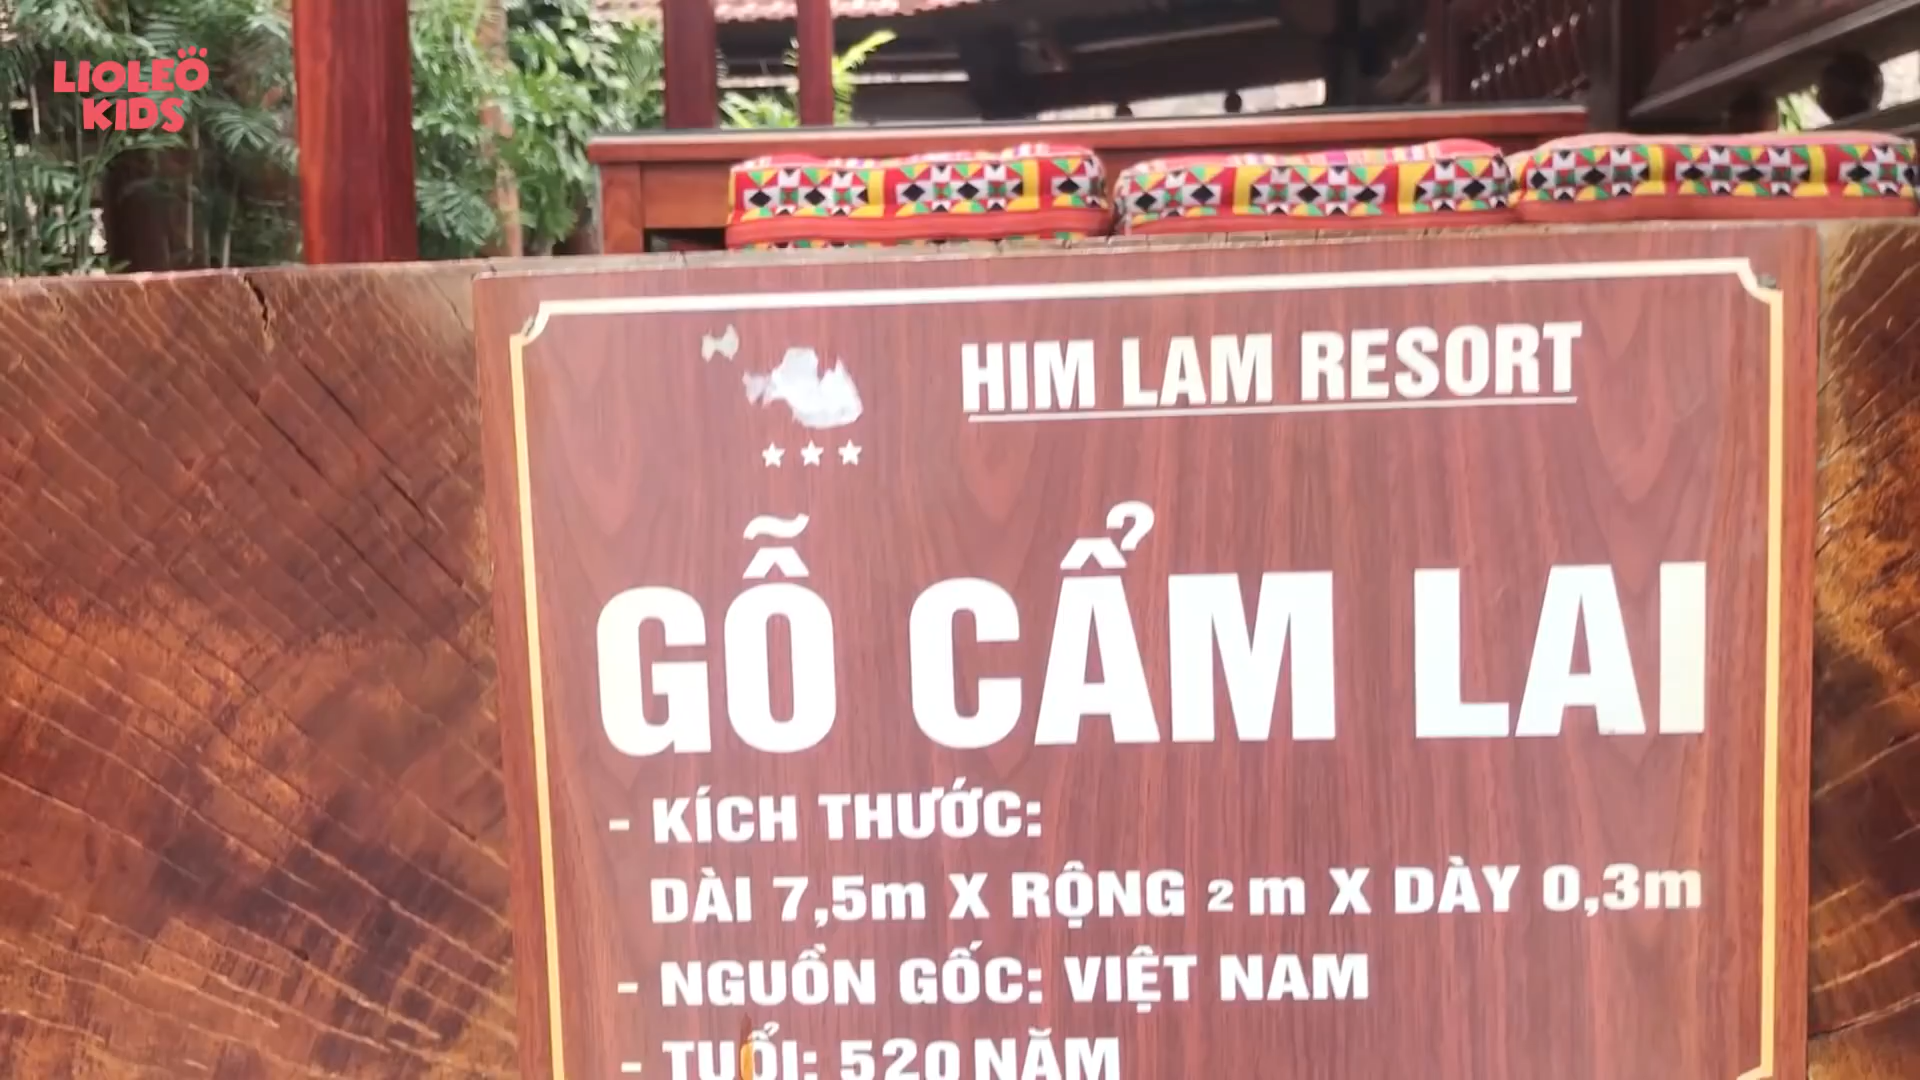 LIOLEO
KIDS
HIM LAM RESORT
GỖ CẨM LAI
- KÍCH THƯỚC:
DÀI 7,5m X RỘNG 2 m X DÀY 0,3m
- NGUỒN GỐC: VIỆT NAM
- TUỔI: 520 NĂM